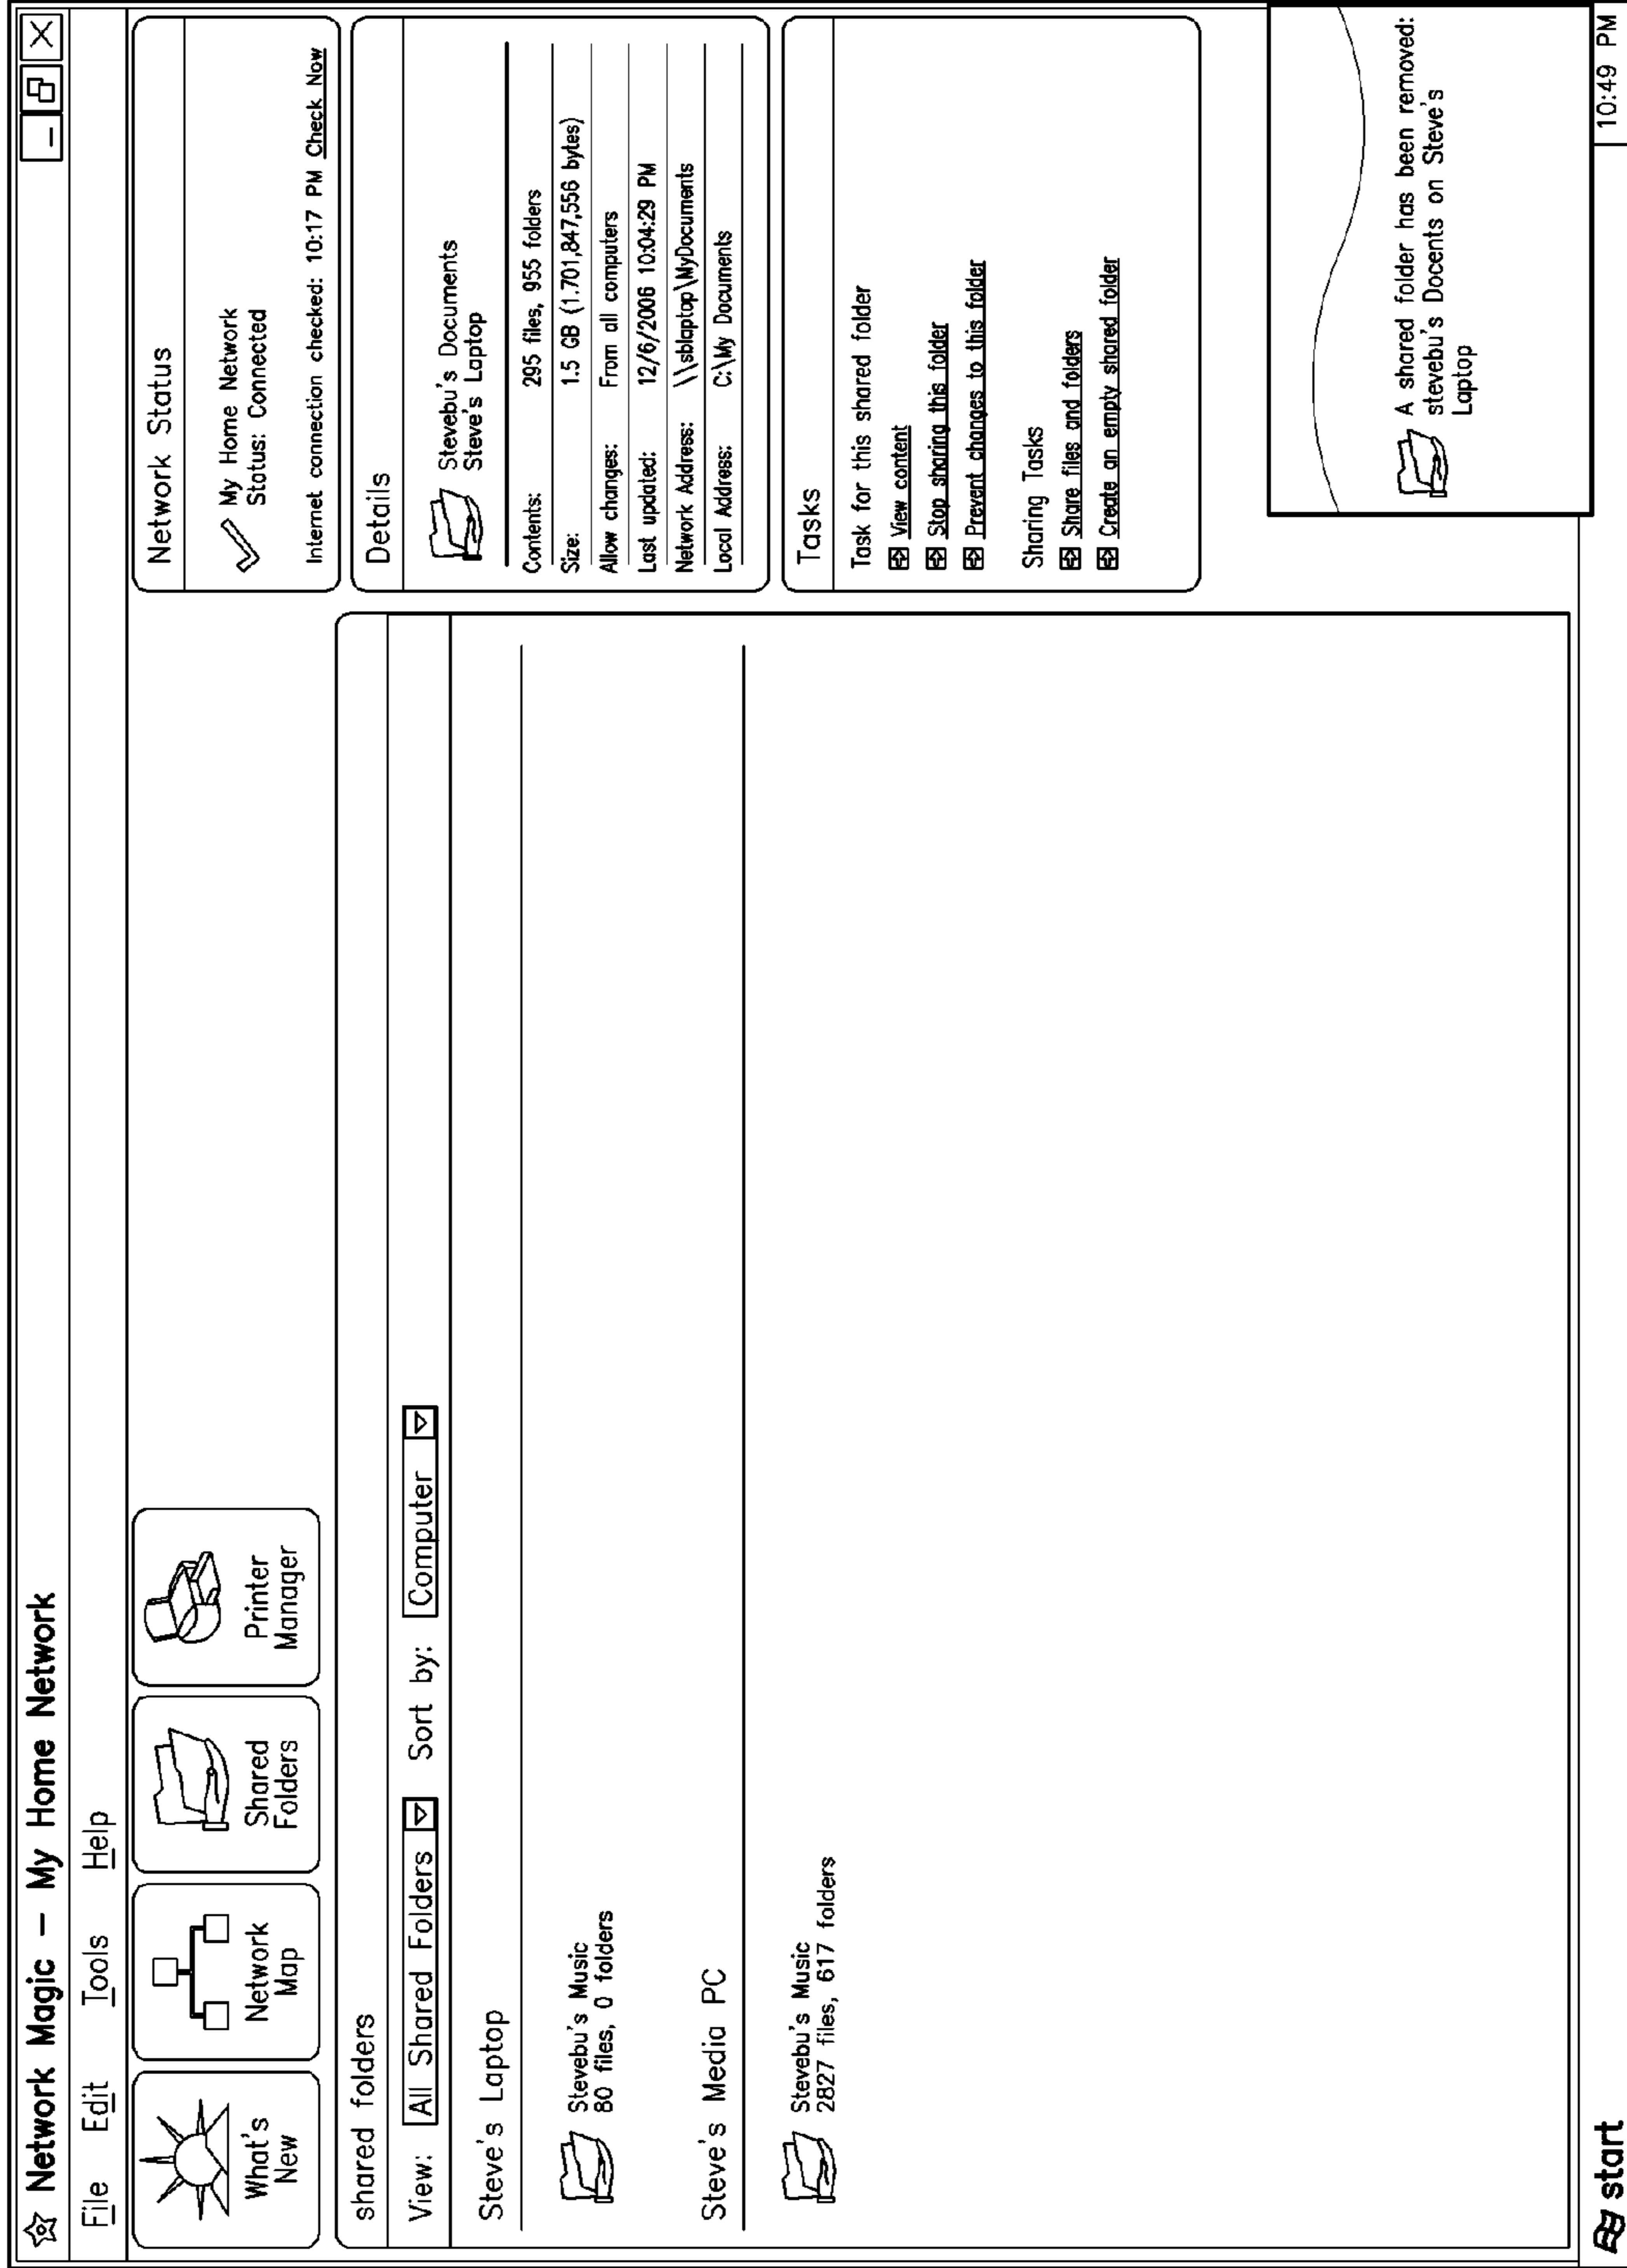 Network Magic – My Home Network
File Edit Tools Help
What's
New
Network
Map
Shared
Folders
Printer
Manager
shared folders
View: All Shared Folders Sort by: Computer
Steve's Laptop
Stevebu's Music
80 files, 0 folders
Steve's Media PC
Stevebu's Music
2827 files, 617 folders
Network Status
My Home Network
Status: Connected
Internet connection checked: 10:17 PM Check Now
Details
Stevebu's Documents
Steve's Laptop
Contents: 295 files, 955 folders
Size: 1.5 GB (1.701,847,556 bytes)
Allow changes: From all computers
Last updated: 12/6/2006 10:04:29 PM
Network Address: \\sblaptop\MyDocuments
Local Address: C:\My Documents
Tasks
Task for this shared folder
View content
Stop sharing this folder
Prevent changes to this folder
Sharing Tasks
Share files and folders
Create an empty shared folder
A shared folder has been removed:
stevebu's Docents on Steve's
Laptop
start
10:49 PM